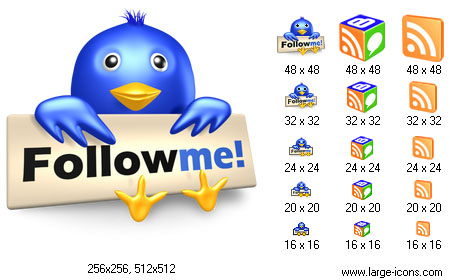 Followme!
256x256, 512x512
Followme!
48 x 48 48 x 48 48 x 48
32 x 32 32 x 32 32 x 32
24 x 24 24 x 24 24 x 24
20 x 20 20 x 20 20 x 20
16 x 16 16 x 16 16 x 16
www.large-icons.com